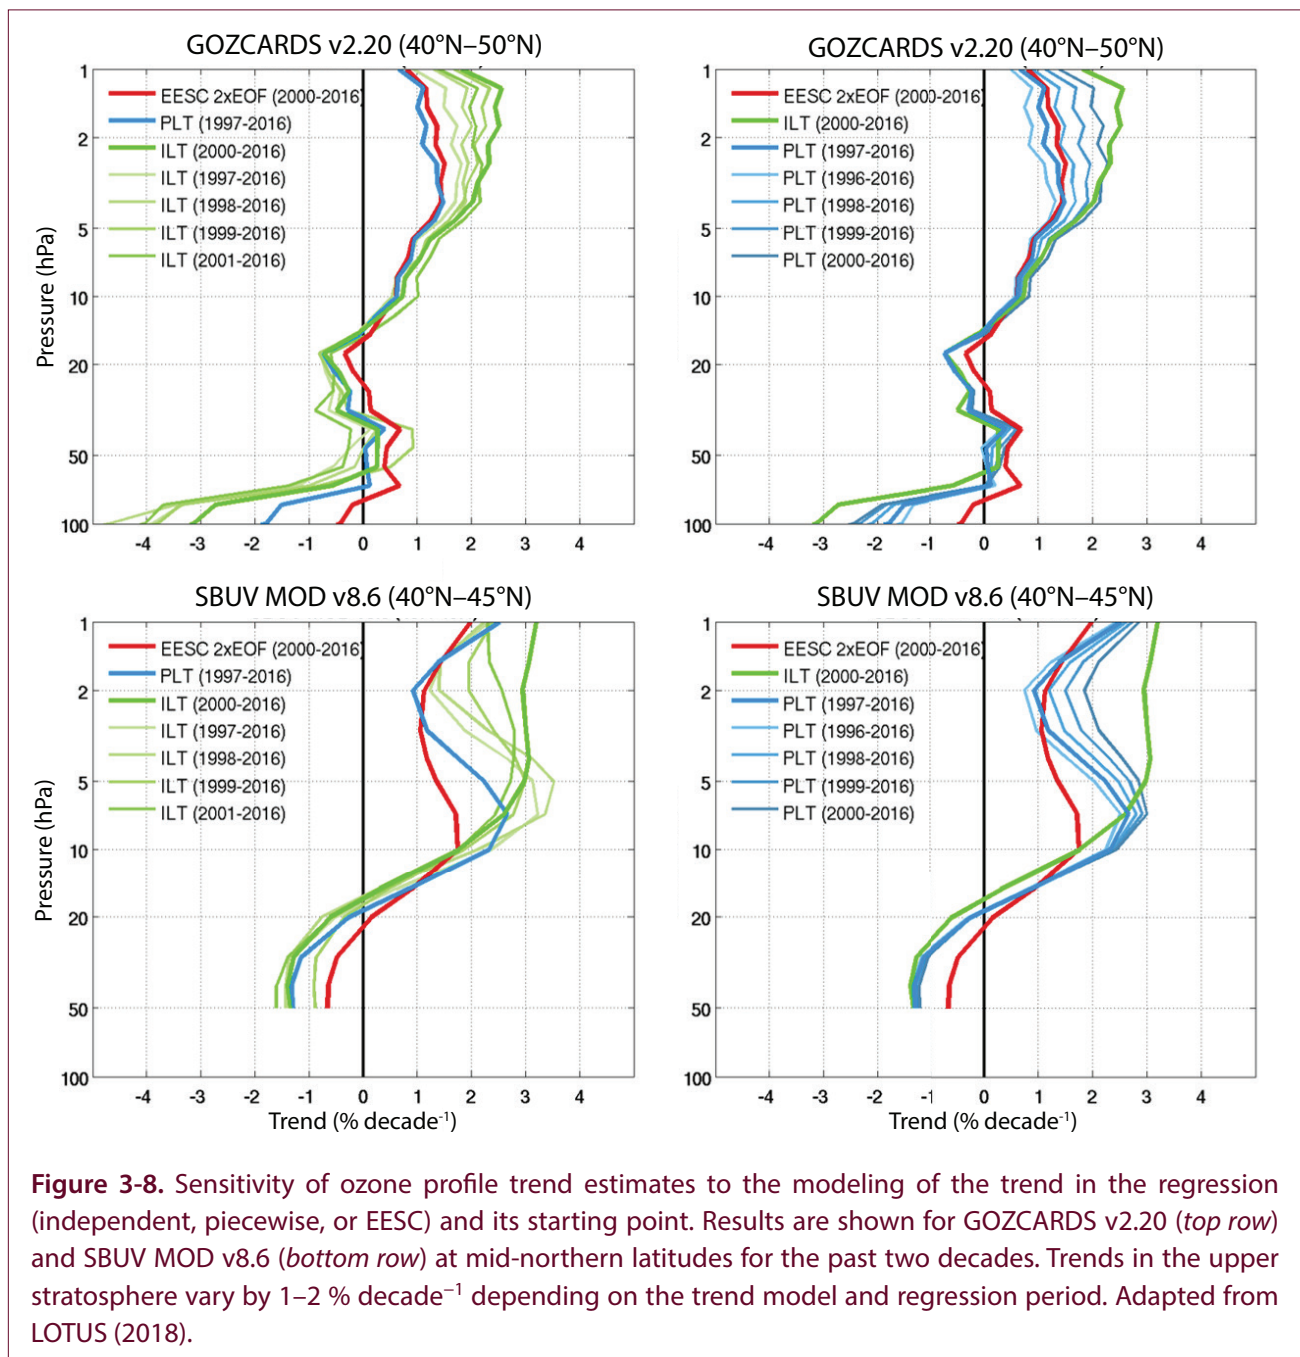 GOZCARDS v2.20 (40°N–50°N)
1
2
5
10
20
50
100
Pressure (hPa)
EESC 2xEOF (2000-2016)
PLT (1997-2016)
ILT (2000-2016)
ILT (1997-2016)
ILT (1998-2016)
ILT (1999-2016)
ILT (2001-2016)
-4 -3 -2 -1 0 1 2 3 4
GOZCARDS v2.20 (40°N–50°N)
1
2
5
10
20
50
100
EESC 2xEOF (2000-2016)
ILT (2000-2016)
PLT (1997-2016)
PLT (1996-2016)
PLT (1998-2016)
PLT (1999-2016)
PLT (2000-2016)
-4 -3 -2 -1 0 1 2 3 4
SBUV MOD v8.6 (40°N–45°N)
1
2
5
10
20
50
100
Pressure (hPa)
EESC 2xEOF (2000-2016)
PLT (1997-2016)
ILT (2000-2016)
ILT (1997-2016)
ILT (1998-2016)
ILT (1999-2016)
ILT (2001-2016)
-4 -3 -2 -1 0 1 2 3 4
Trend (% decade⁻¹)
SBUV MOD v8.6 (40°N–45°N)
1
2
5
10
20
50
100
EESC 2xEOF (2000-2016)
ILT (2000-2016)
PLT (1997-2016)
PLT (1996-2016)
PLT (1998-2016)
PLT (1999-2016)
PLT (2000-2016)
-4 -3 -2 -1 0 1 2 3 4
Trend (% decade⁻¹)
Figure 3-8. Sensitivity of ozone profile trend estimates to the modeling of the trend in the regression
(independent, piecewise, or EESC) and its starting point. Results are shown for GOZCARDS v2.20 (top row)
and SBUV MOD v8.6 (bottom row) at mid-northern latitudes for the past two decades. Trends in the upper
stratosphere vary by 1–2 % decade⁻¹ depending on the trend model and regression period. Adapted from
LOTUS (2018).